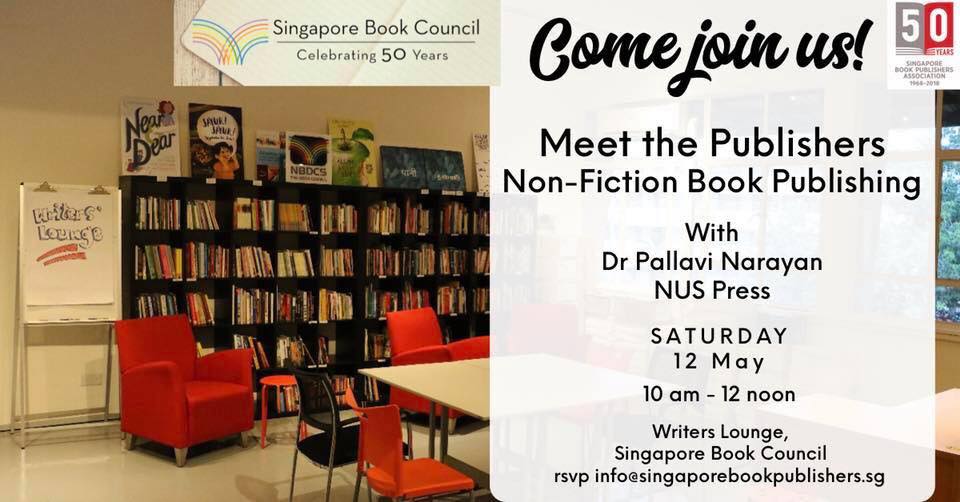 Singapore Book Council
Celebrating 50 Years
Come join us!
50
YEARS
SINGAPORE
BOOK PUBLISHERS
ASSOCIATION
1968-2018
Meet the Publishers
Non-Fiction Book Publishing
With
Dr Pallavi Narayan
NUS Press
SATURDAY
12 May
10 am - 12 noon
Writers Lounge,
Singapore Book Council
rsvp info@singaporebookpublishers.sg
Near
Dear
SAYUR!
SAYUR!
NBDCS
Writers'
Lounge